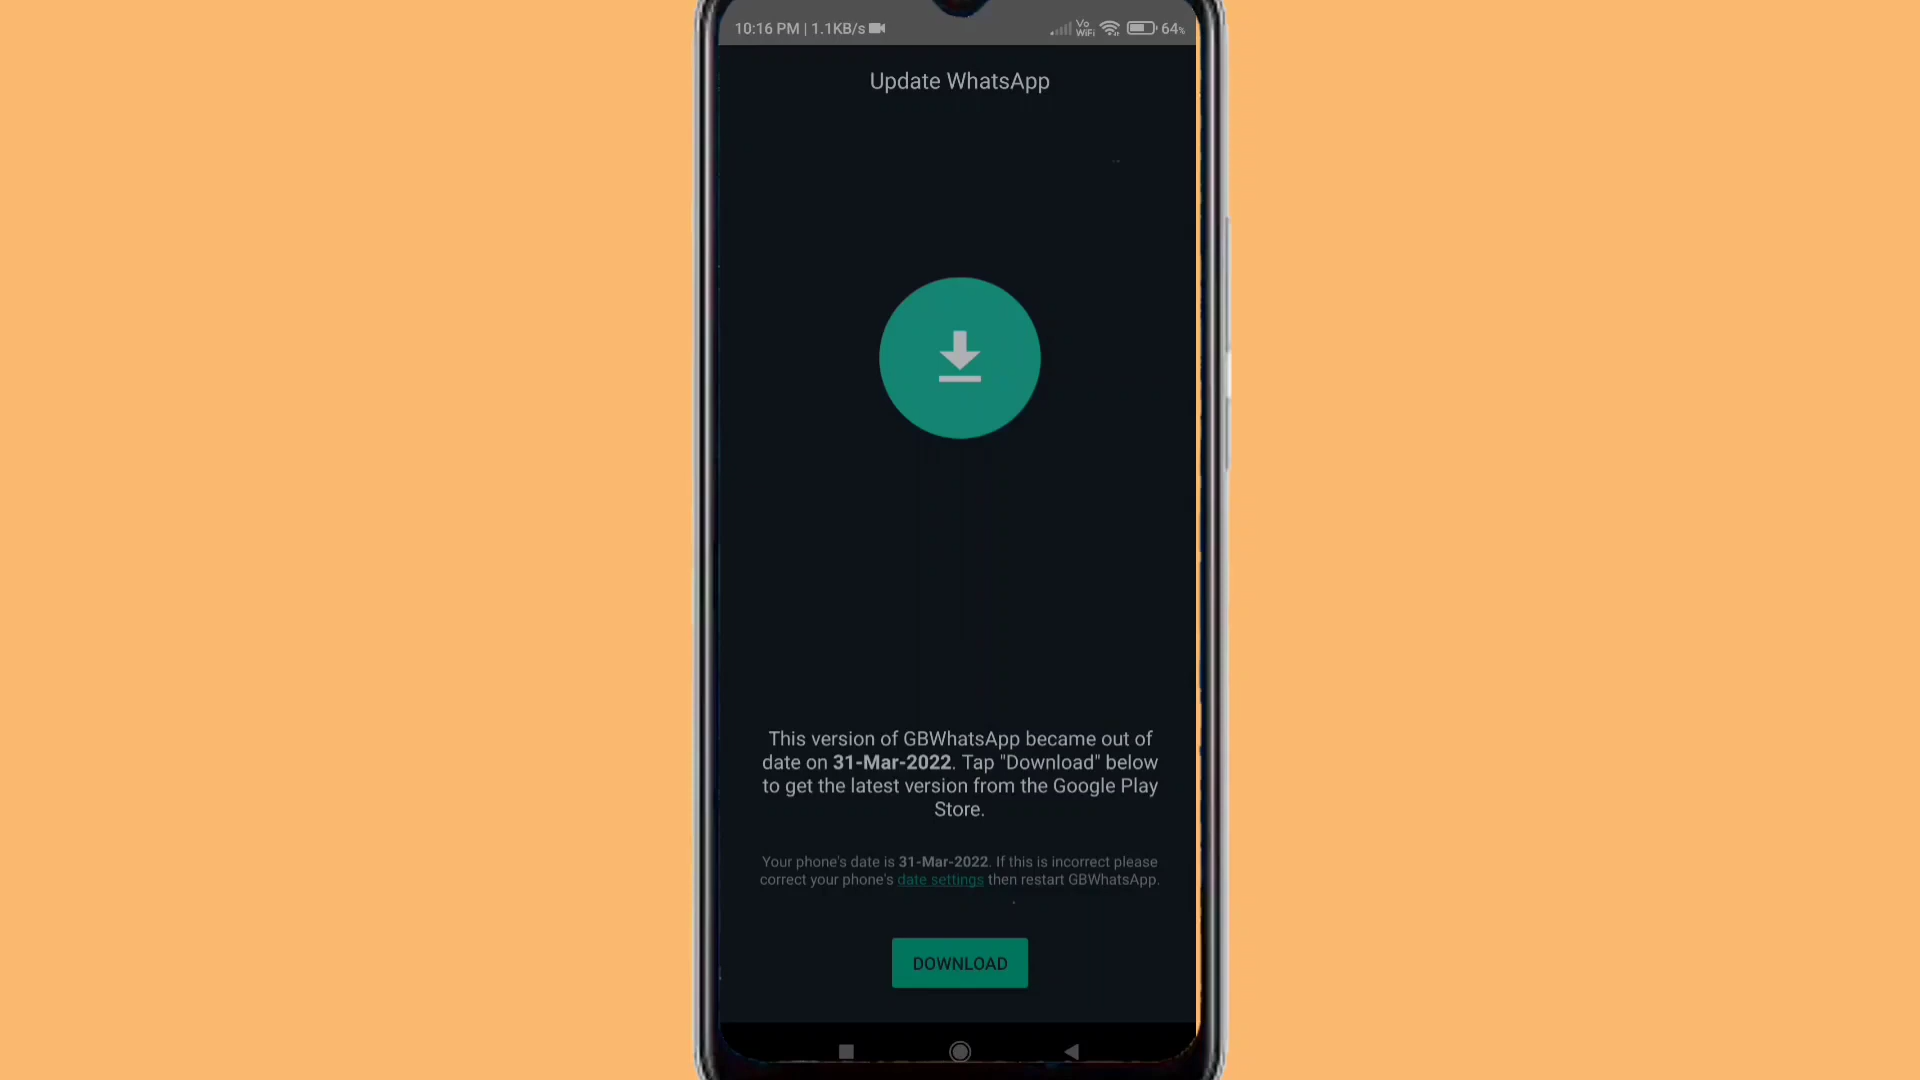 10:16 PM | 1.1KB/s Vo WiFi 64%
Update WhatsApp
This version of GBWhatsApp became out of
date on 31-Mar-2022. Tap "Download" below
to get the latest version from the Google Play
Store.
Your phone's date is 31-Mar-2022. If this is incorrect please
correct your phone's date settings then restart GBWhatsApp.
DOWNLOAD